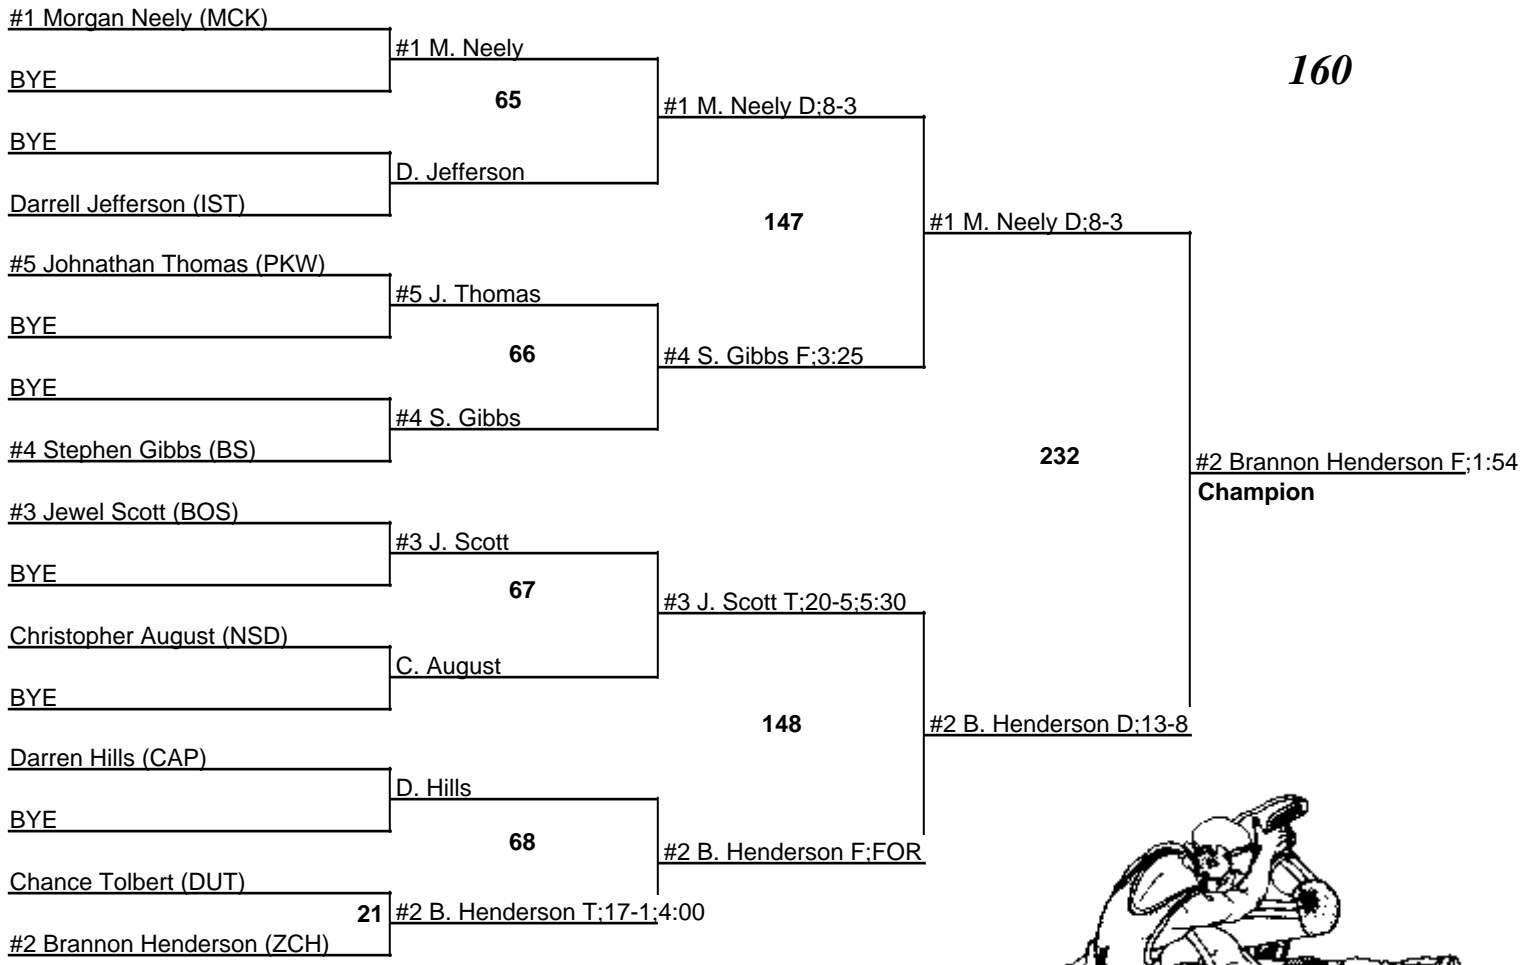 #1 Morgan Neely (MCK)
BYE
BYE
Darrell Jefferson (IST)
#5 Johnathan Thomas (PKW)
BYE
BYE
#4 Stephen Gibbs (BS)
#3 Jewel Scott (BOS)
BYE
Christopher August (NSD)
BYE
Darren Hills (CAP)
BYE
Chance Tolbert (DUT)
#2 Brannon Henderson (ZCH)
#1 M. Neely
65
D. Jefferson
#5 J. Thomas
66
#4 S. Gibbs
#3 J. Scott
67
C. August
D. Hills
68
21 #2 B. Henderson T;17-1;4:00
#1 M. Neely D;8-3
147
#4 S. Gibbs F;3:25
#3 J. Scott T;20-5;5:30
148
#2 B. Henderson F;FOR
#1 M. Neely D;8-3
232
#2 B. Henderson D;13-8
160
#2 Brannon Henderson F;1:54
Champion